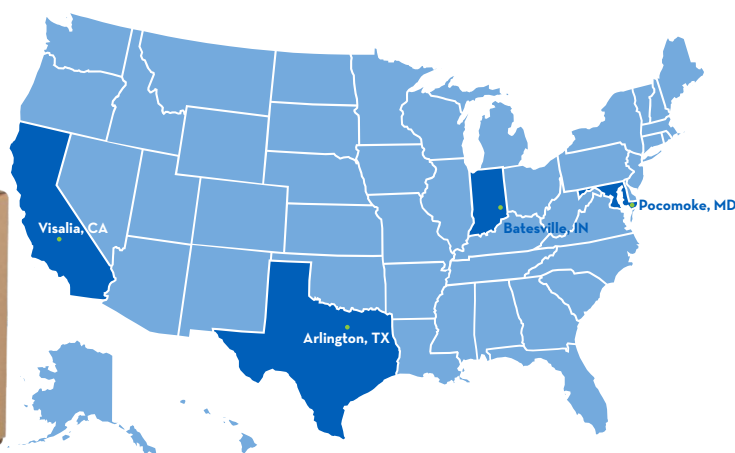 Visalia, CA
Pocomoke, MD
Batesville, IN
Arlington, TX